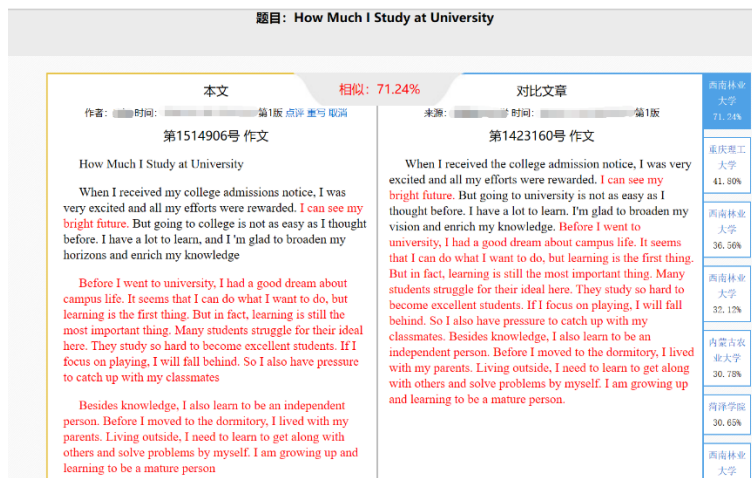 题目：How Much I Study at University
相似：71.24%
本文
作者： 时间： 第1版 点评 重写 取消
第1514906号 作文
How Much I Study at University
When I received my college admissions notice, I was
very excited and all my efforts were rewarded. I can see my
bright future. But going to college is not as easy as I thought
before. I have a lot to learn, and I 'm glad to broaden my
horizons and enrich my knowledge
Before I went to university, I had a good dream about
campus life. It seems that I can do what I want to do, but
learning is the first thing. But in fact, learning is still the
most important thing. Many students struggle for their ideal
here. They study so hard to become excellent students. If I
focus on playing, I will fall behind. So I also have pressure
to catch up with my classmates
Besides knowledge, I also learn to be an independent
person. Before I moved to the dormitory, I lived with my
parents. Living outside, I need to learn to get along with
others and solve problems by myself. I am growing up and
learning to be a mature person
对比文章
来源： 时间： 第1版
第1423160号 作文
When I received the college admission notice, I was very
excited and all my efforts were rewarded. I can see my
bright future. But going to university is not as easy as I
thought before. I have a lot to learn. I'm glad to broaden my
vision and enrich my knowledge. Before I went to
university, I had a good dream about campus life. It seems
that I can do what I want to do, but learning is the first thing.
But in fact, learning is still the most important thing. Many
students struggle for their ideal here. They study so hard to
become excellent students. If I focus on playing, I will fall
behind. So I also have pressure to catch up with my
classmates. Besides knowledge, I also learn to be an
independent person. Before I moved to the dormitory, I lived
with my parents. Living outside, I need to learn to get along
with others and solve problems by myself. I am growing up
and learning to be a mature person.
西南林业
大学
71.24%
重庆理工
大学
41.80%
西南林业
大学
36.56%
西南林业
大学
32.12%
内蒙古农
业大学
30.78%
菏泽学院
30.65%
西南林业
大学